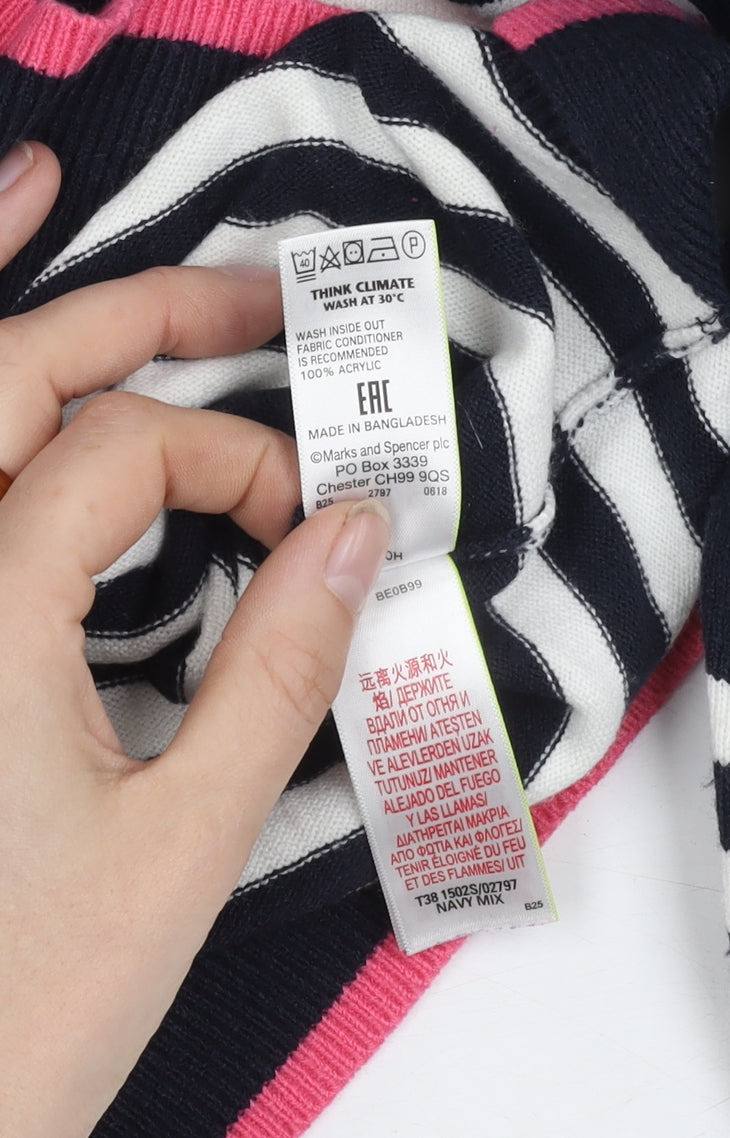 40 P
THINK CLIMATE
WASH AT 30°C
WASH INSIDE OUT
FABRIC CONDITIONER
IS RECOMMENDED
100% ACRYLIC
EAC
MADE IN BANGLADESH
©Marks and Spencer plc
PO Box 3339
Chester CH99 9QS
B25 2797 0618
BE0B99
远离火源和火
焰/ ДЕРЖИТЕ
ВДАЛИ ОТ ОГНЯ И
ПЛАМЕНИ/ ATEŞTEN
VE ALEVLERDEN UZAK
TUTUNUZ/ MANTENER
ALEJADO DEL FUEGO
Y LAS LLAMAS/
ΔΙΑΤΗΡΕΙΤΑΙ ΜΑΚΡΙΑ
ΑΠΟ ΦΩΤΙΑ ΚΑΙ ΦΛΟΓΕΣ/
TENIR ÉLOIGNÉ DU FEU
ET DES FLAMMES/ UIT
T38 1502S/02797
NAVY MIX B25